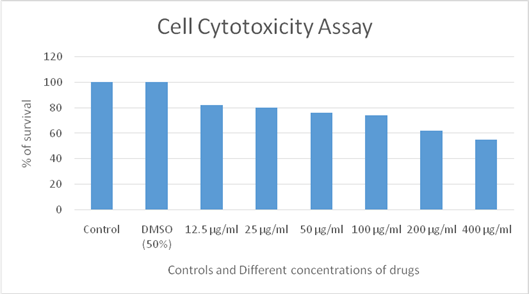 Cell Cytotoxicity Assay
120
100
80
60
40
20
0
% of survival
Control DMSO (50%) 12.5 µg/ml 25 µg/ml 50 µg/ml 100 µg/ml 200 µg/ml 400 µg/ml
Controls and Different concentrations of drugs